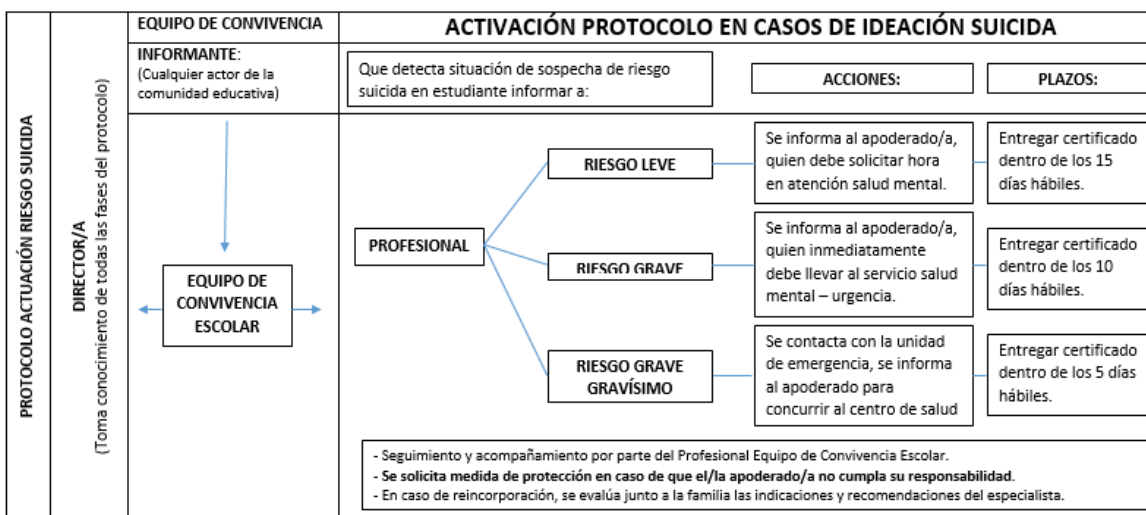 PROTOCOLO ACTUACIÓN RIESGO SUICIDA
DIRECTOR/A
(Toma conocimiento de todas las fases del protocolo)
EQUIPO DE CONVIVENCIA
ACTIVACIÓN PROTOCOLO EN CASOS DE IDEACIÓN SUICIDA
INFORMANTE:
(Cualquier actor de la
comunidad educativa)
Que detecta situación de sospecha de riesgo
suicida en estudiante informar a:
ACCIONES:
PLAZOS:
EQUIPO DE
CONVIVENCIA
ESCOLAR
PROFESIONAL
RIESGO LEVE
Se informa al apoderado/a,
quien debe solicitar hora
en atención salud mental.
Entregar certificado
dentro de los 15
días hábiles.
RIESGO GRAVE
Se informa al apoderado/a,
quien inmediatamente
debe llevar al servicio salud
mental – urgencia.
Entregar certificado
dentro de los 10
días hábiles.
RIESGO GRAVE
GRAVÍSIMO
Se contacta con la unidad
de emergencia, se informa
al apoderado para
concurrir al centro de salud
Entregar certificado
dentro de los 5 días
hábiles.
- Seguimiento y acompañamiento por parte del Profesional Equipo de Convivencia Escolar.
- Se solicita medida de protección en caso de que el/la apoderado/a no cumpla su responsabilidad.
- En caso de reincorporación, se evalúa junto a la familia las indicaciones y recomendaciones del especialista.